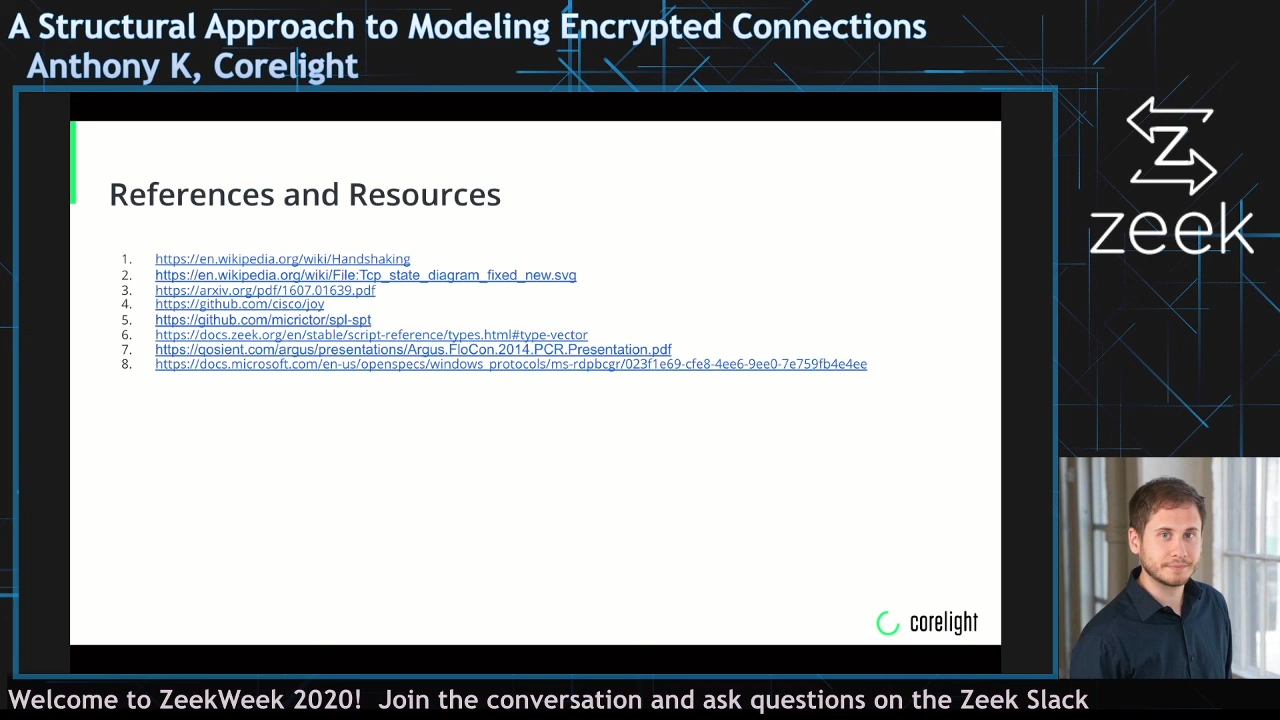 A Structural Approach to Modeling Encrypted Connections
Anthony K, Corelight
Z
zeek
References and Resources
1. https://en.wikipedia.org/wiki/Handshaking
2. https://en.wikipedia.org/wiki/File:Tcp_state_diagram_fixed_new.svg
3. https://arxiv.org/pdf/1607.01639.pdf
4. https://github.com/cisco/joy
5. https://github.com/micrictor/spl-spt
6. https://docs.zeek.org/en/stable/script-reference/types.html#type-vector
7. https://qosient.com/argus/presentations/Argus.FloCon.2014.PCR.Presentation.pdf
8. https://docs.microsoft.com/en-us/openspecs/windows_protocols/ms-rdpbcgr/023f1e69-cfe8-4ee6-9ee0-7e759fb4e4ee
corelight
Welcome to ZeekWeek 2020! Join the conversation and ask questions on the Zeek Slack